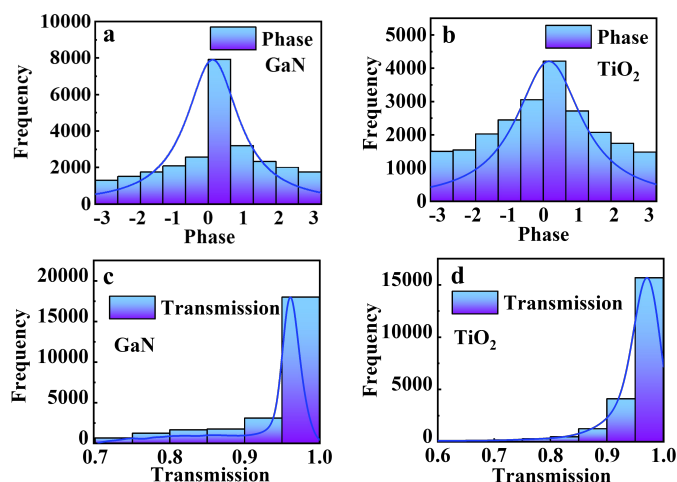 a
Phase
GaN
Frequency
10000
8000
6000
4000
2000
0
-3 -2 -1 0 1 2 3
Phase
b
Phase
TiO2
Frequency
5000
4000
3000
2000
1000
0
-3 -2 -1 0 1 2 3
Phase
c
Transmission
GaN
Frequency
20000
15000
10000
5000
0
0.7 0.8 0.9 1.0
Transmission
d
Transmission
TiO2
Frequency
15000
10000
5000
0
0.6 0.7 0.8 0.9 1.0
Transmission